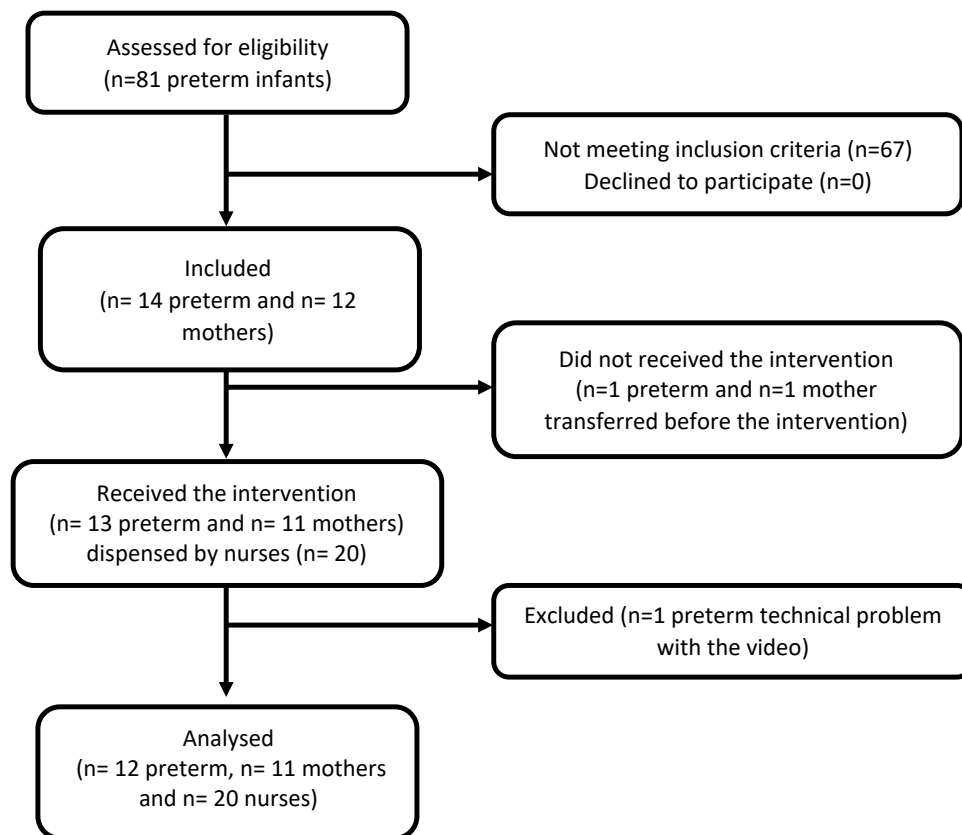 Assessed for eligibility
(n=81 preterm infants)
Not meeting inclusion criteria (n=67)
Declined to participate (n=0)
Included
(n= 14 preterm and n= 12
mothers)
Did not received the intervention
(n=1 preterm and n=1 mother
transferred before the intervention)
Received the intervention
(n= 13 preterm and n= 11 mothers)
dispensed by nurses (n= 20)
Excluded (n=1 preterm technical problem
with the video)
Analysed
(n= 12 preterm, n= 11 mothers
and n= 20 nurses)